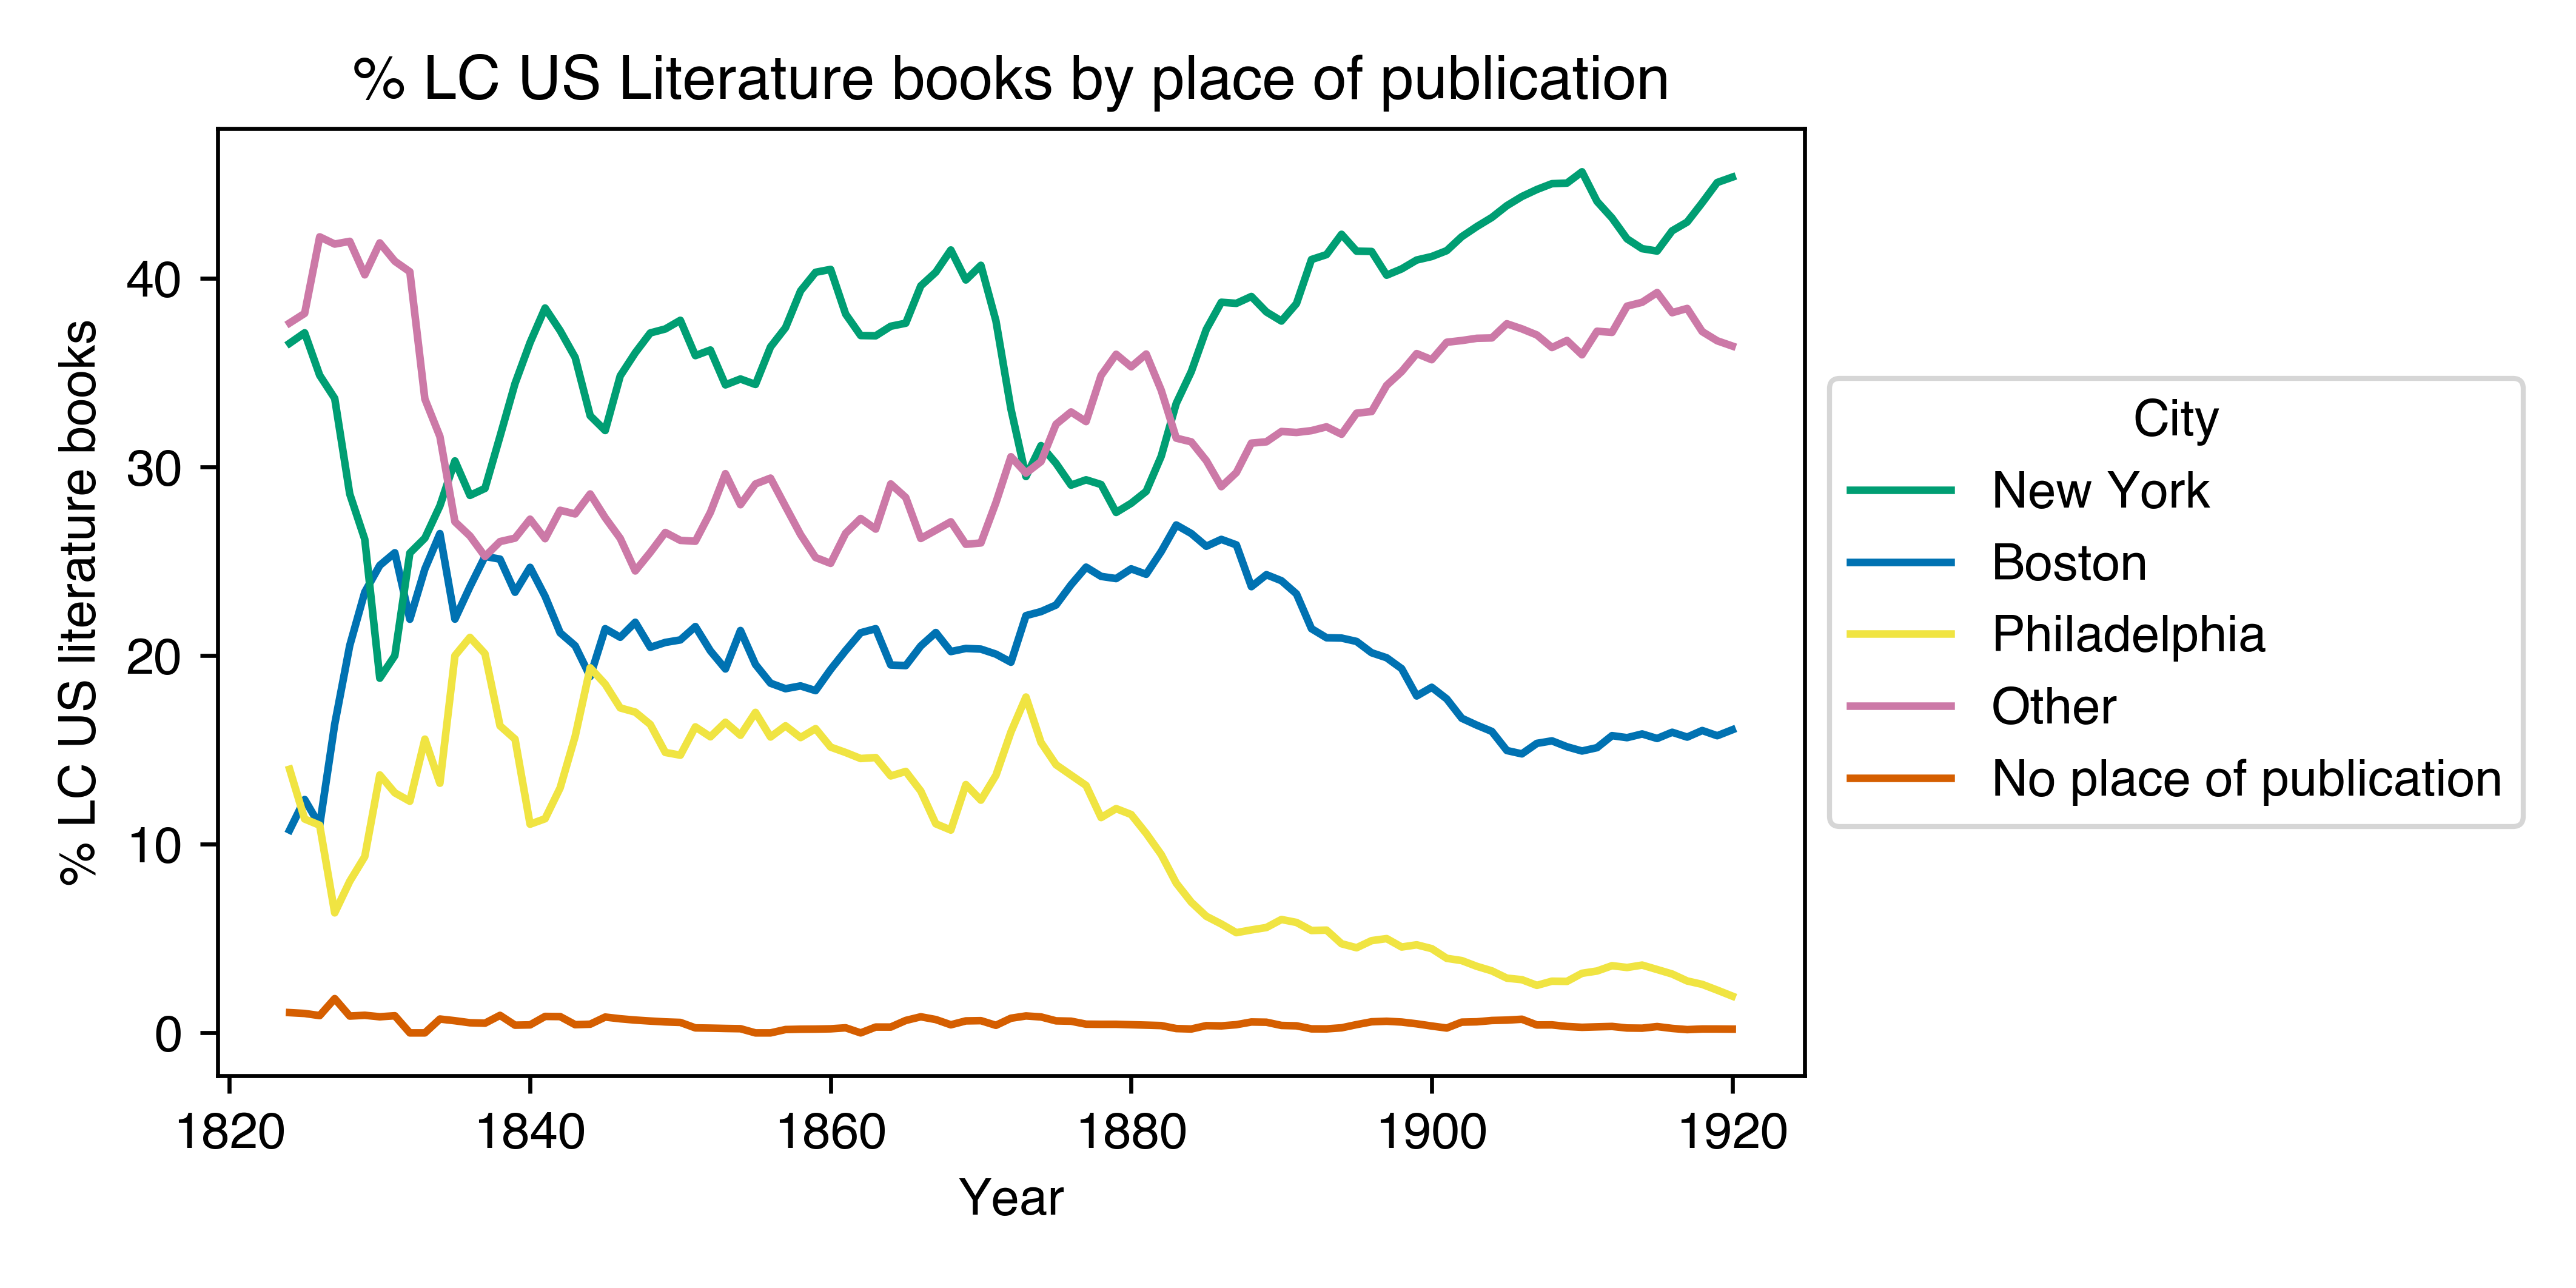 % LC US Literature books by place of publication
% LC US literature books
40
30
20
10
0
1820 1840 1860 1880 1900 1920
Year
City
New York
Boston
Philadelphia
Other
No place of publication